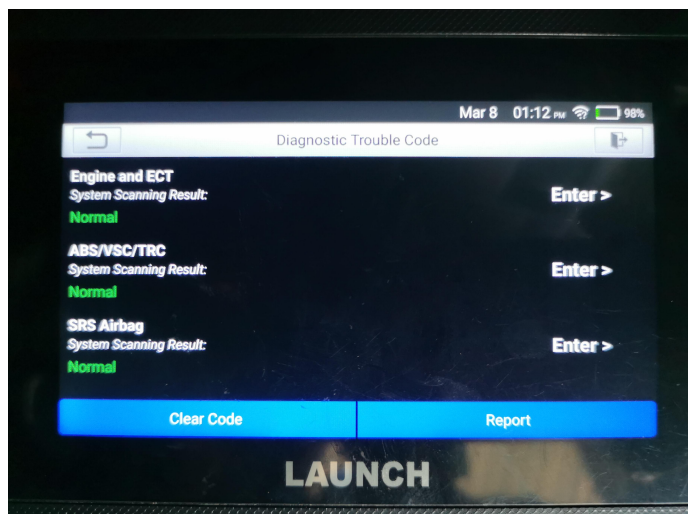 Mar 8 01:12 PM 98%
Diagnostic Trouble Code
Engine and ECT
System Scanning Result:
Enter >
Normal
ABS/VSC/TRC
System Scanning Result:
Enter >
Normal
SRS Airbag
System Scanning Result:
Enter >
Normal
Clear Code
Report
LAUNCH